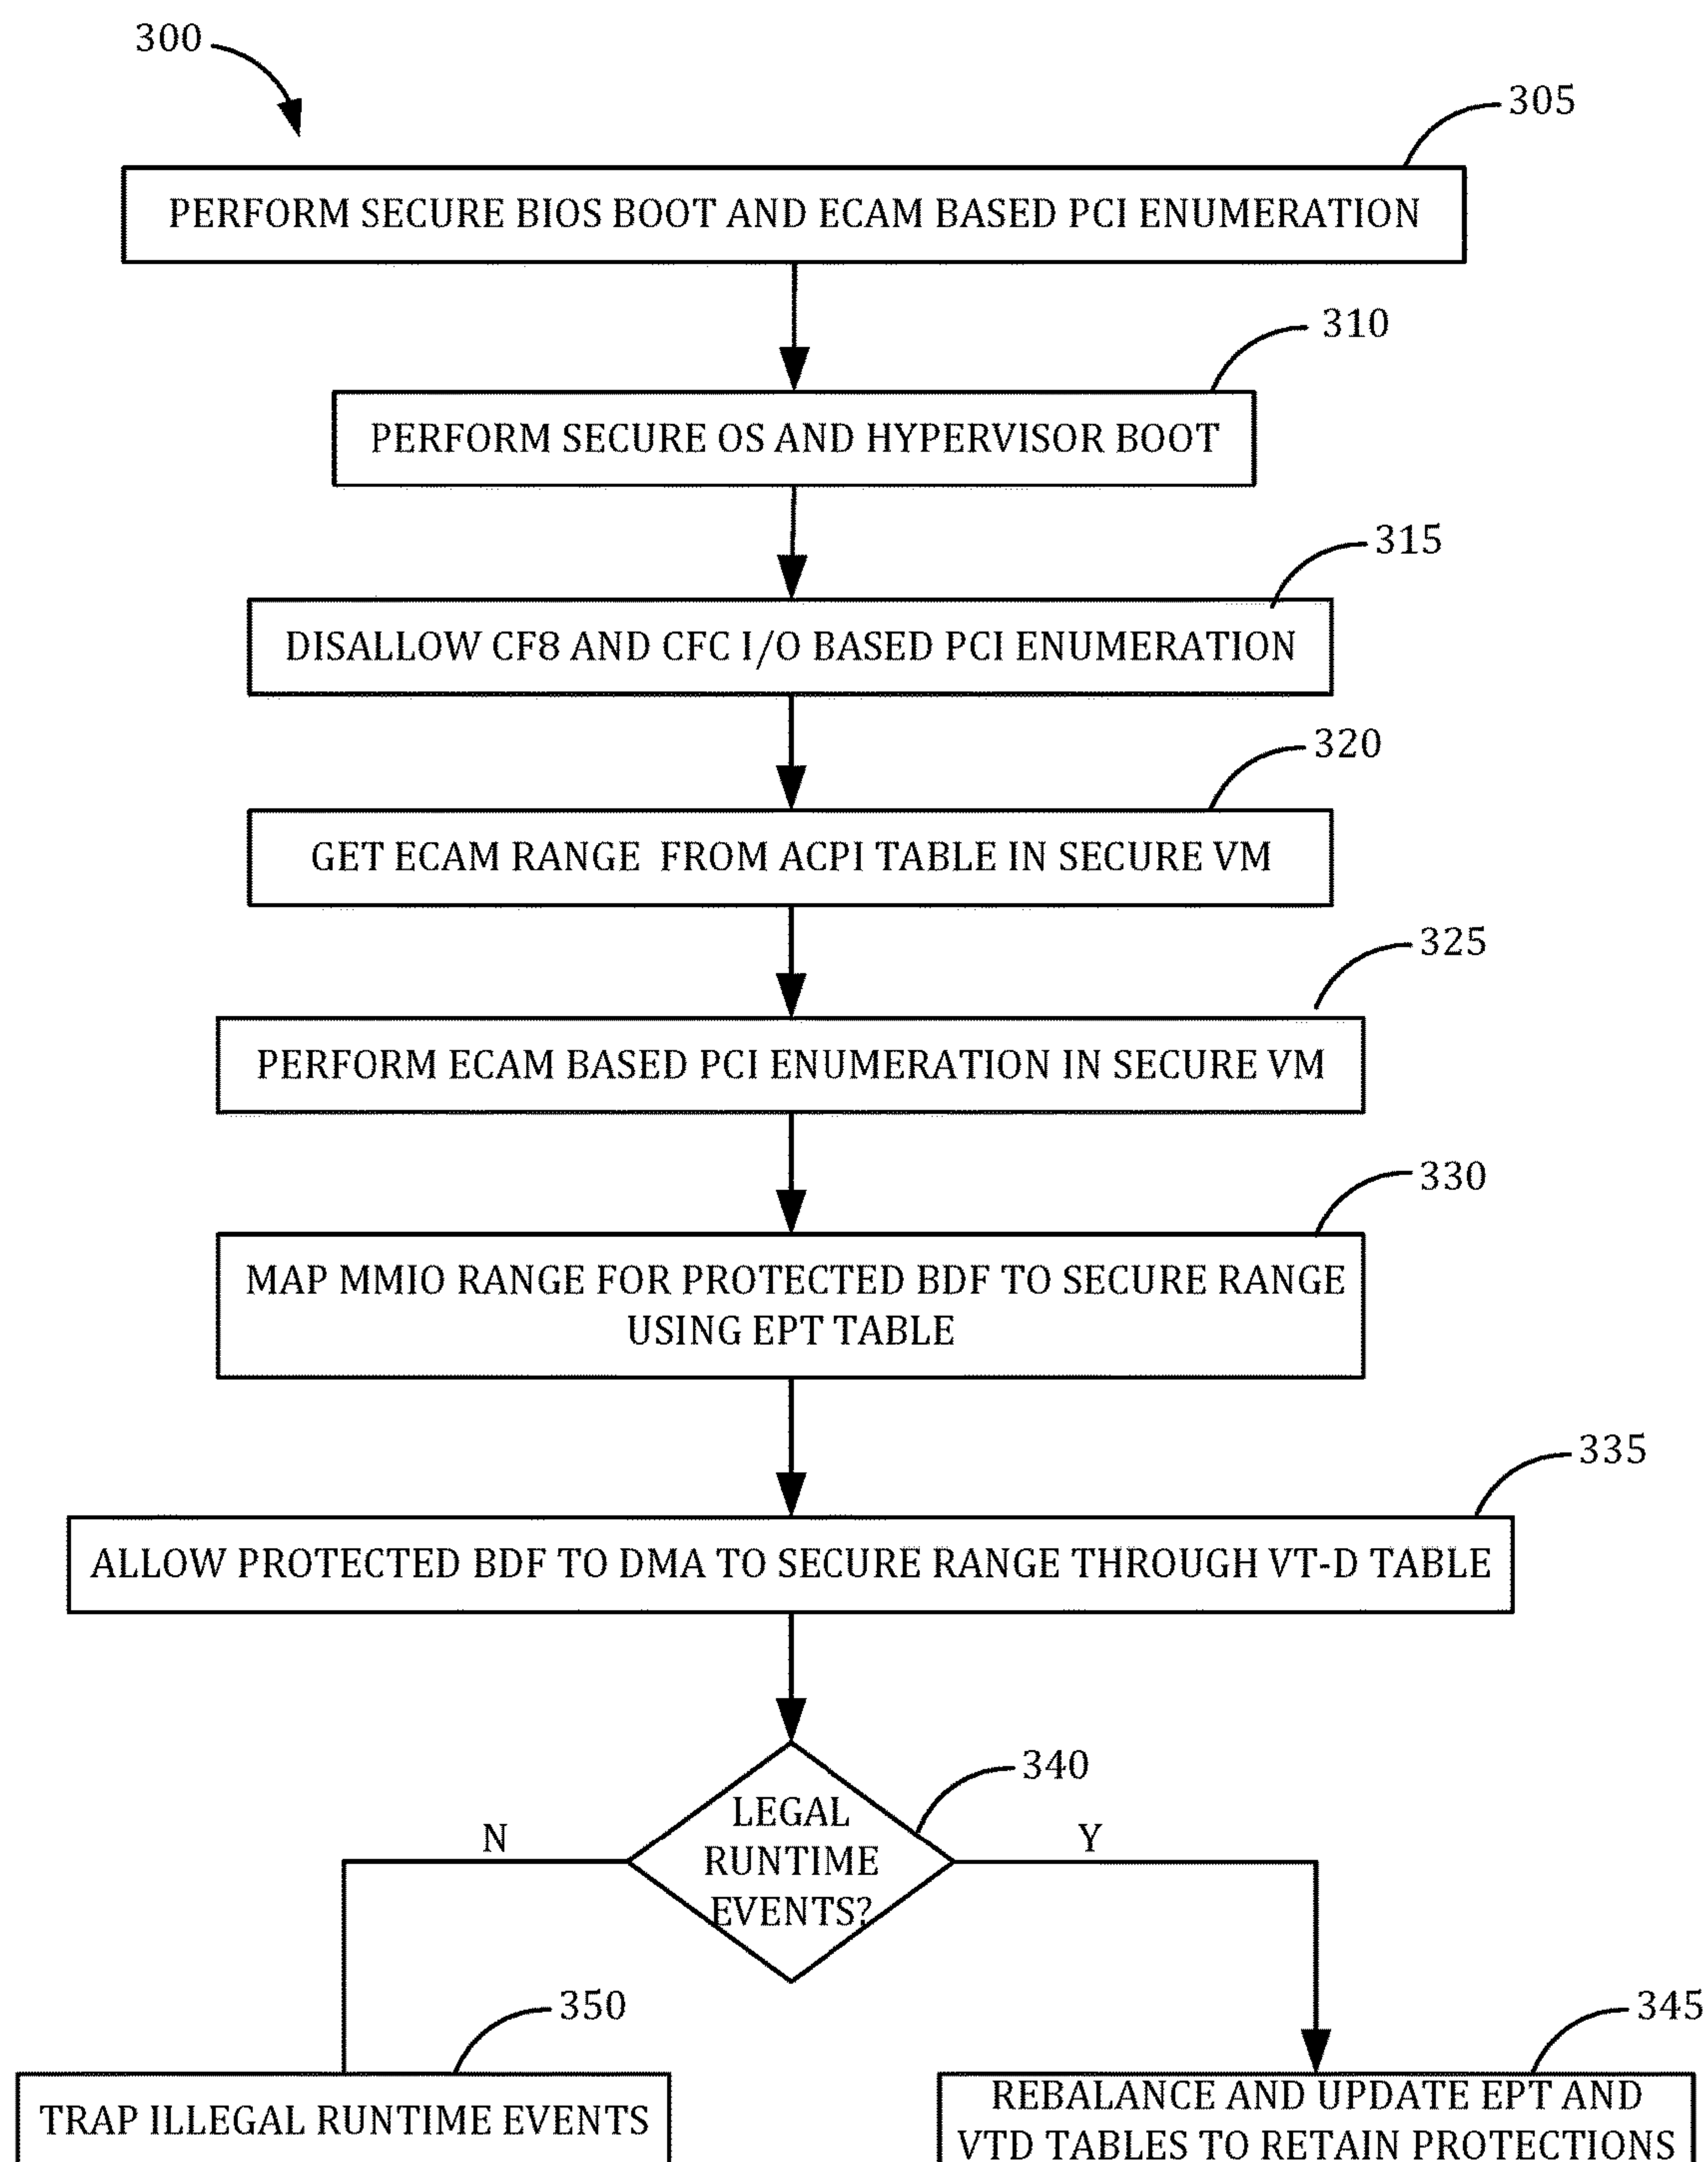 300
305
PERFORM SECURE BIOS BOOT AND ECAM BASED PCI ENUMERATION
310
PERFORM SECURE OS AND HYPERVISOR BOOT
315
DISALLOW CF8 AND CFC I/O BASED PCI ENUMERATION
320
GET ECAM RANGE FROM ACPI TABLE IN SECURE VM
325
PERFORM ECAM BASED PCI ENUMERATION IN SECURE VM
330
MAP MMIO RANGE FOR PROTECTED BDF TO SECURE RANGE
USING EPT TABLE
335
ALLOW PROTECTED BDF TO DMA TO SECURE RANGE THROUGH VT-D TABLE
340
LEGAL
RUNTIME
EVENTS?
N
Y
350
TRAP ILLEGAL RUNTIME EVENTS
345
REBALANCE AND UPDATE EPT AND
VTD TABLES TO RETAIN PROTECTIONS